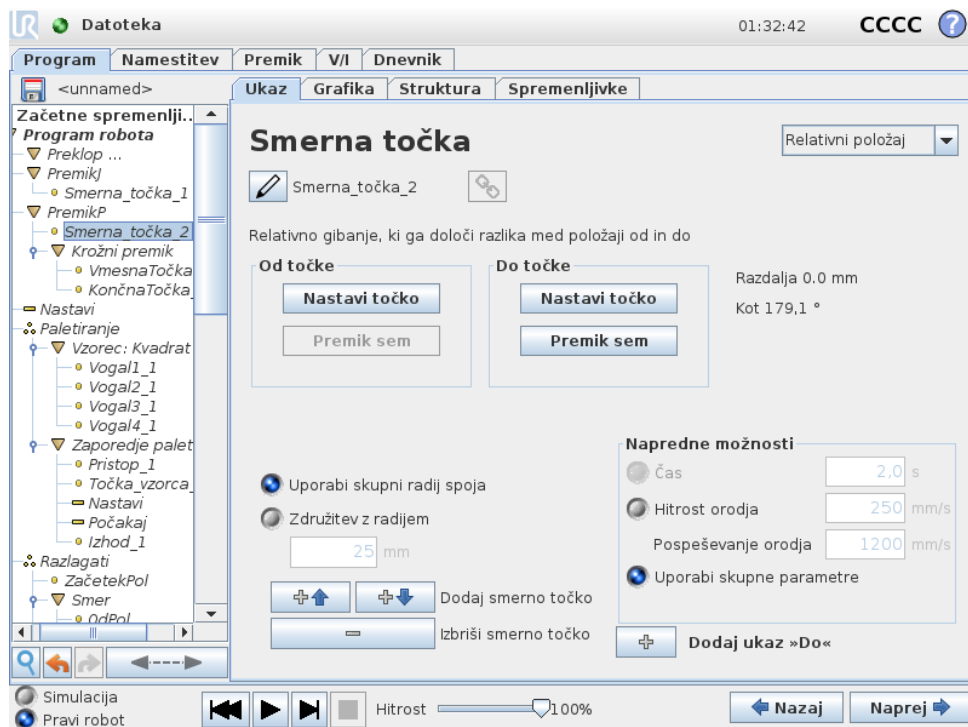 UR Datoteka 01:32:42 CCCC ?
Program Namestitev Premik V/I Dnevnik
<unnamed>
Ukaz Grafika Struktura Spremenljivke
Začetne spremenlji..
Program robota
Preklop ...
PremikJ
Smerna_točka_1
PremikP
Smerna_točka_2
Krožni premik
VmesnaTočka
KončnaTočka_
Nastavi
Paletiranje
Vzorec: Kvadrat
Vogal1_1
Vogal2_1
Vogal3_1
Vogal4_1
Zaporedje palet
Pristop_1
Točka_vzorca_
Nastavi
Počakaj
Izhod_1
Razlagati
ZačetekPol
Smer
OdPol
Smerna točka
Relativni položaj
Smerna_točka_2
Relativno gibanje, ki ga določi razlika med položaji od in do
Od točke
Nastavi točko
Premik sem
Do točke
Nastavi točko
Premik sem
Razdalja 0.0 mm
Kot 179,1 °
Uporabi skupni radij spoja
Združitev z radijem
25 mm
Dodaj smerno točko
Izbriši smerno točko
Napredne možnosti
Čas 2,0 s
Hitrost orodja 250 mm/s
Pospeševanje orodja 1200 mm/s
Uporabi skupne parametre
Dodaj ukaz »Do«
Simulacija
Pravi robot
Hitrost 100%
Nazaj
Naprej